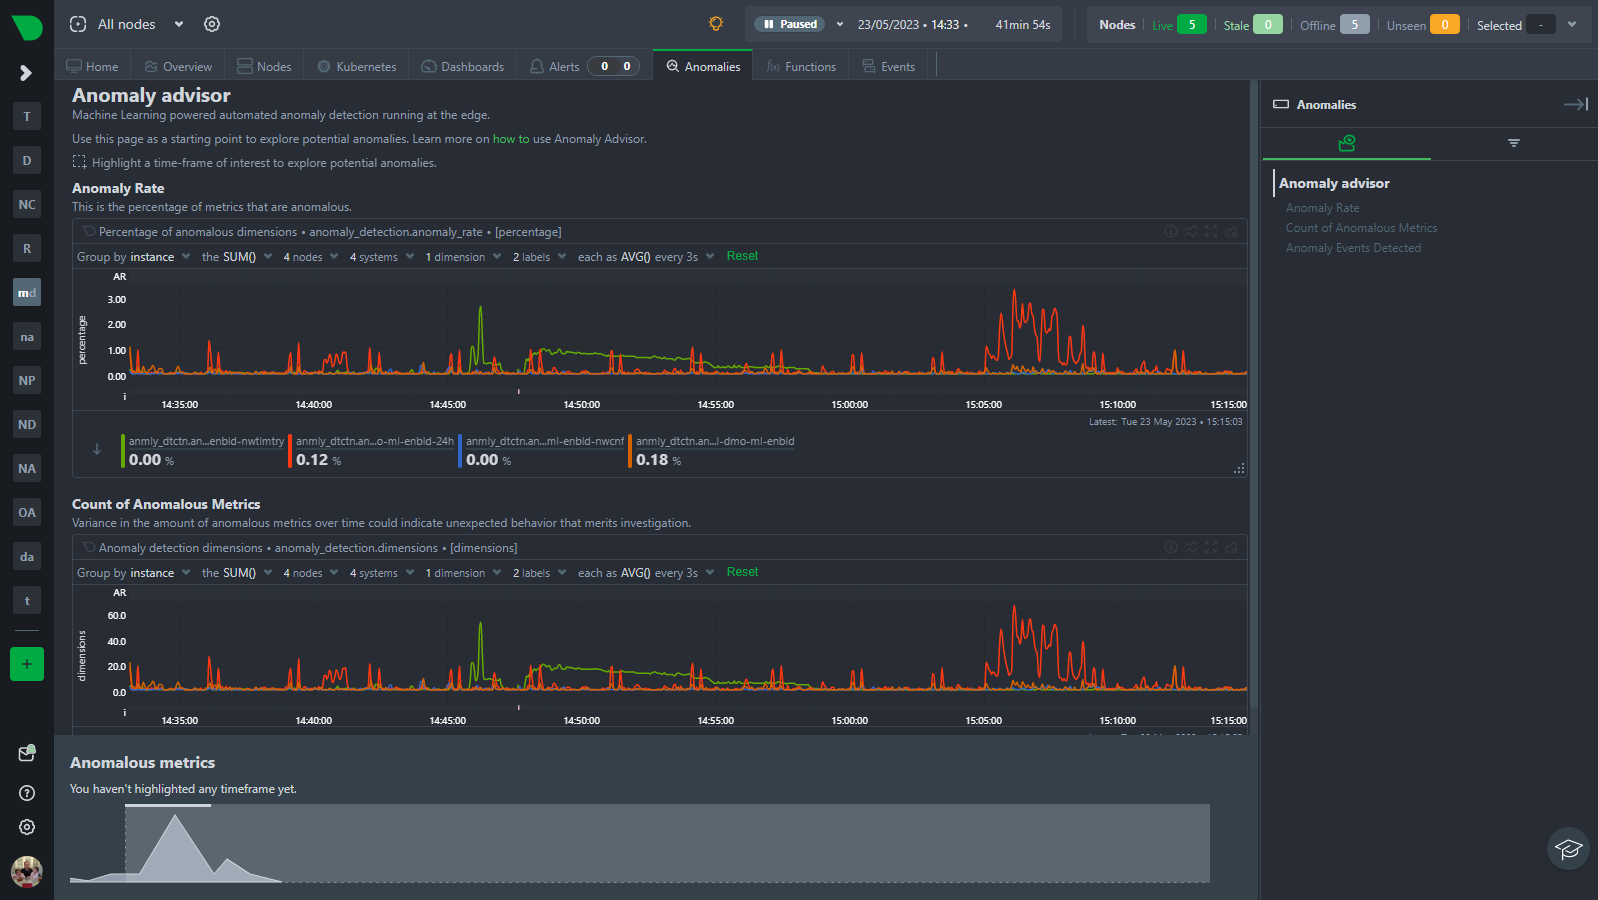 All nodes
Paused 23/05/2023 • 14:33 • 41min 54s
Nodes Live 5 Stale 0 Offline 5 Unseen 0 Selected -
Home Overview Nodes Kubernetes Dashboards Alerts 0 0 Anomalies f(x) Functions Events
T
D
NC
R
md
na
NP
ND
NA
OA
da
t
+
Anomaly advisor
Machine Learning powered automated anomaly detection running at the edge.
Use this page as a starting point to explore potential anomalies. Learn more on how to use Anomaly Advisor.
Highlight a time-frame of interest to explore potential anomalies.
Anomaly Rate
This is the percentage of metrics that are anomalous.
Percentage of anomalous dimensions • anomaly_detection.anomaly_rate • [percentage]
Group by instance the SUM() 4 nodes 4 systems 1 dimension 2 labels each as AVG() every 3s Reset
AR
3.00
2.00
1.00
0.00
percentage
i
14:35:00 14:40:00 14:45:00 14:50:00 14:55:00 15:00:00 15:05:00 15:10:00 15:15:00
Latest: Tue 23 May 2023 • 15:15:03
anmly_dtctn.an...enbld-nwtlmtry anmly_dtctn.an...o-ml-enbld-24h anmly_dtctn.an...ml-enbld-nwcnf anmly_dtctn.an...l-dmo-ml-enbld
0.00 % 0.12 % 0.00 % 0.18 %
Count of Anomalous Metrics
Variance in the amount of anomalous metrics over time could indicate unexpected behavior that merits investigation.
Anomaly detection dimensions • anomaly_detection.dimensions • [dimensions]
Group by instance the SUM() 4 nodes 4 systems 1 dimension 2 labels each as AVG() every 3s Reset
AR
60.0
40.0
20.0
0.0
dimensions
i
14:35:00 14:40:00 14:45:00 14:50:00 14:55:00 15:00:00 15:05:00 15:10:00 15:15:00
Anomalous metrics
You haven't highlighted any timeframe yet.
Anomalies
Anomaly advisor
Anomaly Rate
Count of Anomalous Metrics
Anomaly Events Detected